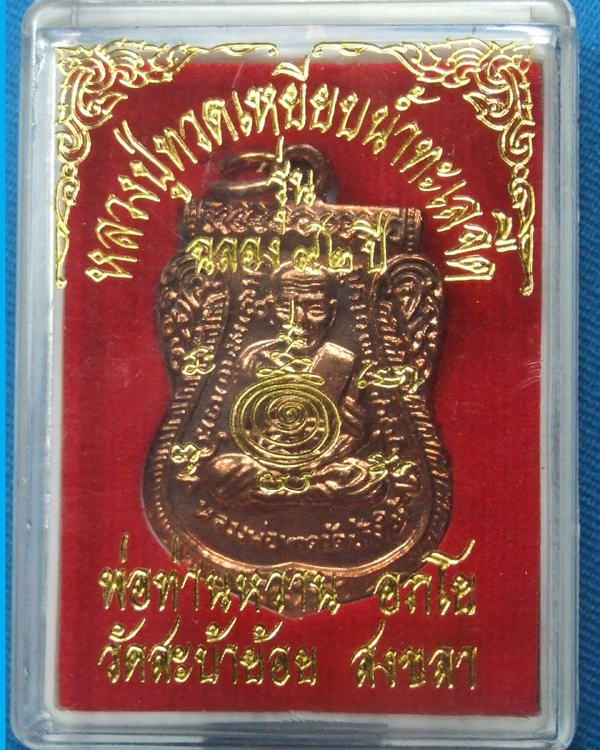 หลวงปู่ทวดเหยียบน้ำทะเลจืด
รุ่น
ฉลอง ๙๒ ปี
พ่อท่านหวาน อภโย
วัดสะบ้าย้อย สงขลา